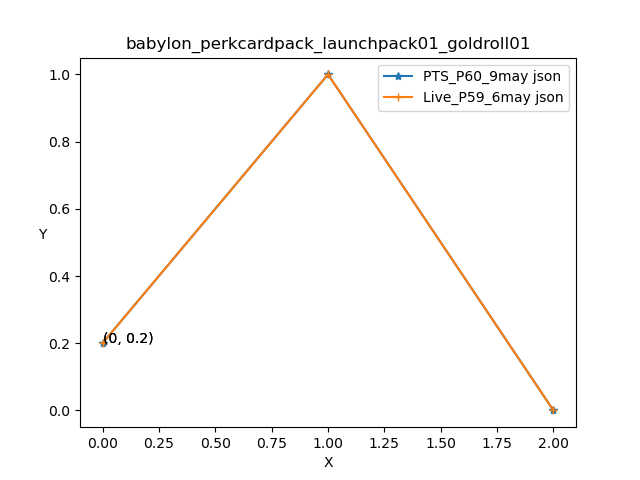 babylon_perkcardpack_launchpack01_goldroll01
PTS_P60_9may json
Live_P59_6may json
1.0
0.8
0.6
Y
0.4
0.2
(0, 0.2)
0.0
0.00 0.25 0.50 0.75 1.00 1.25 1.50 1.75 2.00
X